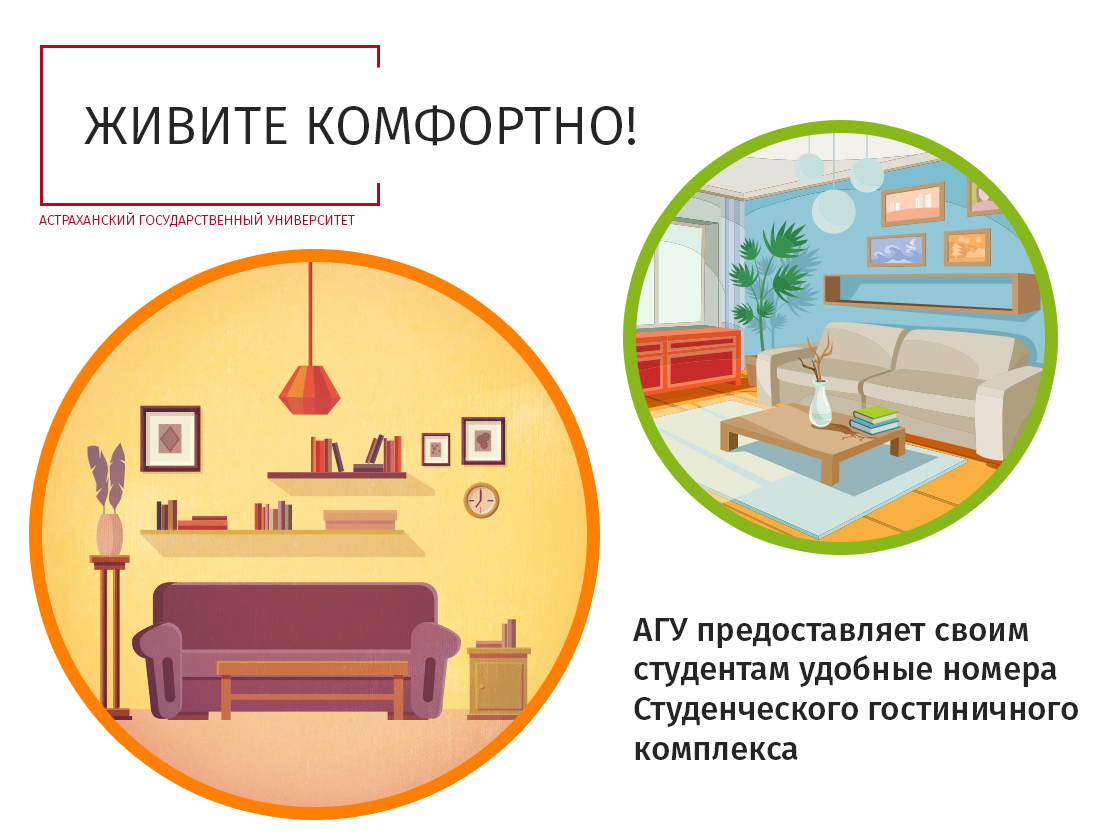 ЖИВИТЕ КОМФОРТНО!
АСТРАХАНСКИЙ ГОСУДАРСТВЕННЫЙ УНИВЕРСИТЕТ
АГУ предоставляет своим
студентам удобные номера
Студенческого гостиничного
комплекса